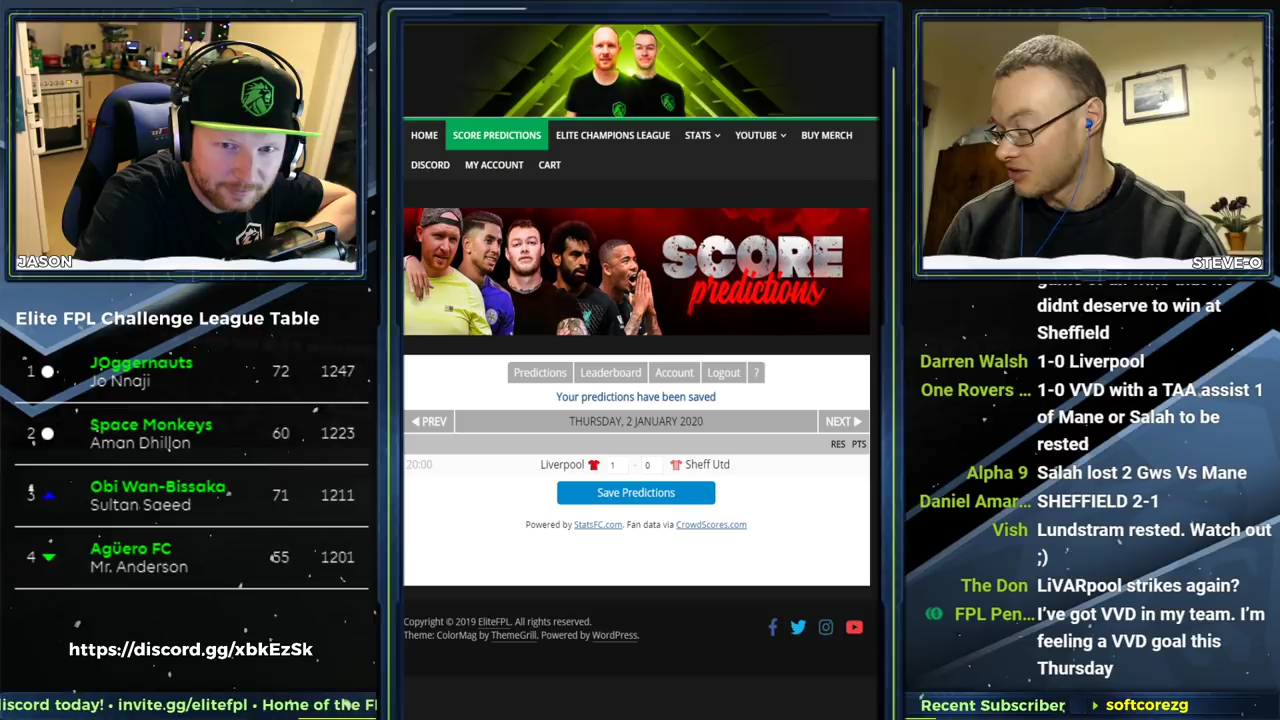 JASON
STEVE-O
HOME
SCORE PREDICTIONS
ELITE CHAMPIONS LEAGUE
STATS
YOUTUBE
BUY MERCH
DISCORD
MY ACCOUNT
CART
SCORE
predictions
Predictions
Leaderboard
Account
Logout
?
Your predictions have been saved
PREV
THURSDAY, 2 JANUARY 2020
NEXT
RES PTS
20:00 Liverpool 1 - 0 Sheff Utd
Save Predictions
Powered by StatsFC.com. Fan data via CrowdScores.com
Copyright © 2019 EliteFPL. All rights reserved.
Theme: ColorMag by ThemeGrill. Powered by WordPress.
Elite FPL Challenge League Table
1 JOggernauts 72 1247
Jo Nnaji
2 Space Monkeys 60 1223
Aman Dhillon
3 Obi Wan-Bissaka 71 1211
Sultan Saeed
4 Agüero FC 55 1201
Mr. Anderson
https://discord.gg/xbkEzSk
discord today! • invite.gg/elitefpl • Home of the F
didnt deserve to win at
Sheffield
Darren Walsh 1-0 Liverpool
One Rovers ... 1-0 VVD with a TAA assist 1
of Mane or Salah to be
rested
Alpha 9 Salah lost 2 Gws Vs Mane
Daniel Amar... SHEFFIELD 2-1
Vish Lundstram rested. Watch out
;)
The Don LiVARpool strikes again?
FPL Pen... I've got VVD in my team. I'm
feeling a VVD goal this
Thursday
Recent Subscriber softcorezg